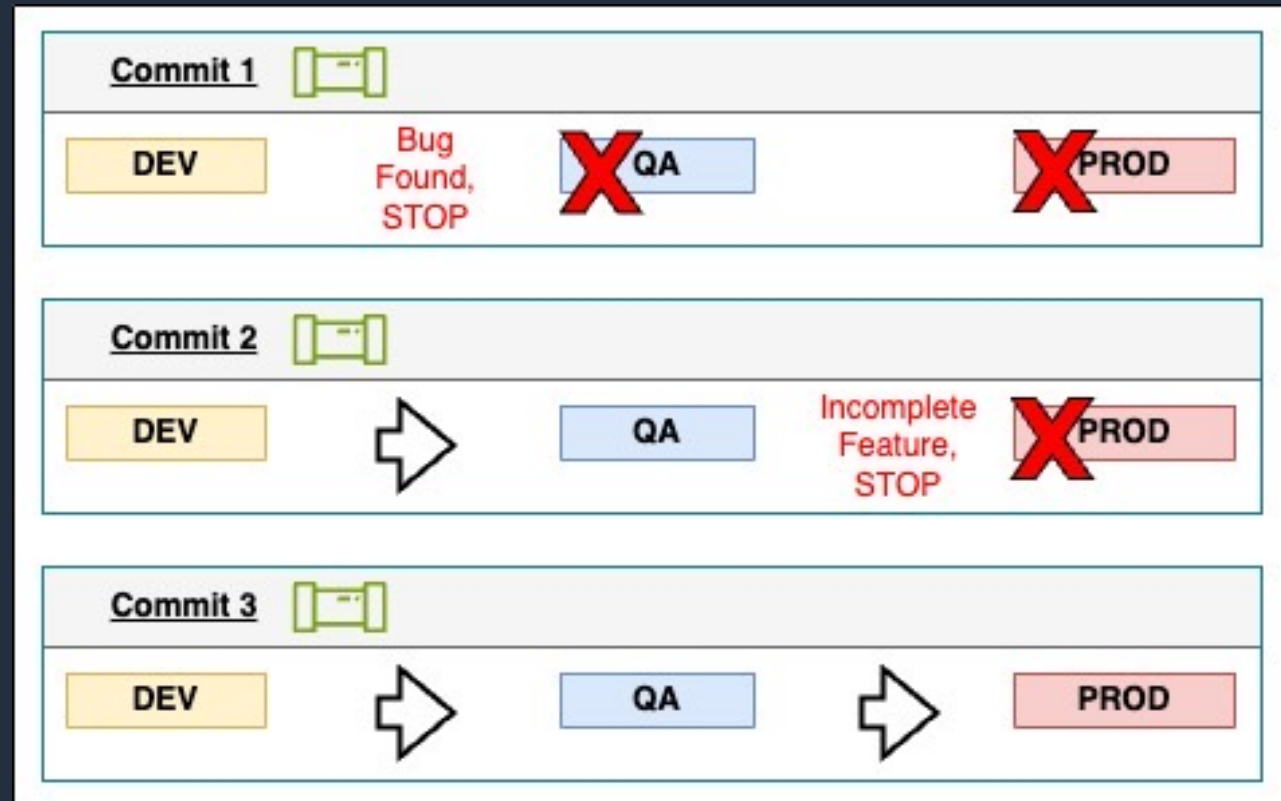 Commit 1
DEV
Bug
Found,
STOP
QA
PROD
Commit 2
DEV
QA
Incomplete
Feature,
STOP
PROD
Commit 3
DEV
QA
PROD